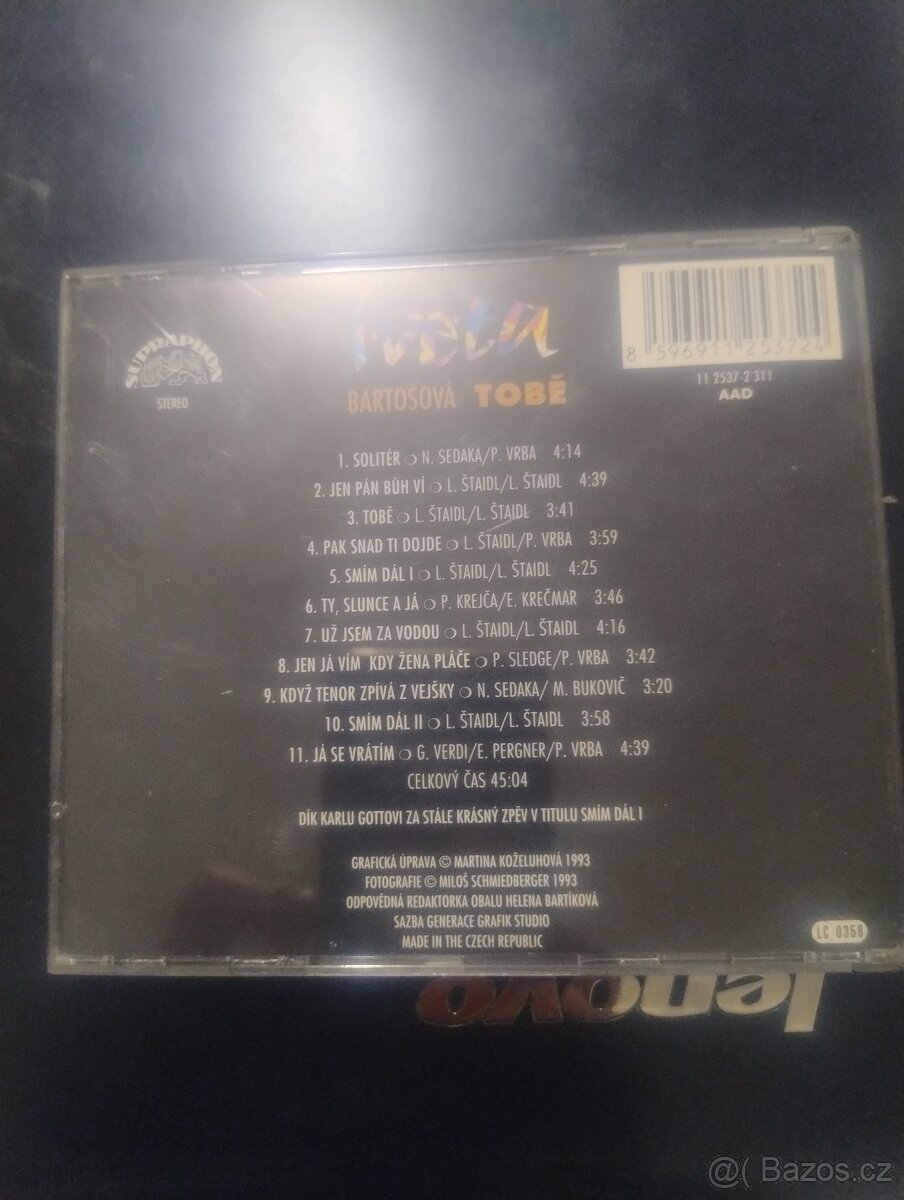 Iveta
BARTOŠOVÁ TOBĚ
SUPRAPHON
STEREO
8 596911 253724
11 2537-2 311
AAD
1. SOLITÉR ❍ N. SEDAKA/P. VRBA 4:14
2. JEN PÁN BŮH VÍ ❍ L. ŠTAIDL/L. ŠTAIDL 4:39
3. TOBĚ ❍ L. ŠTAIDL/L. ŠTAIDL 3:41
4. PAK SNAD TI DOJDE ❍ L. ŠTAIDL/P. VRBA 3:59
5. SMÍM DÁL I ❍ L. ŠTAIDL/L. ŠTAIDL 4:25
6. TY, SLUNCE A JÁ ❍ P. KREJČA/E. KREČMAR 3:46
7. UŽ JSEM ZA VODOU ❍ L. ŠTAIDL/L. ŠTAIDL 4:16
8. JEN JÁ VÍM KDY ŽENA PLÁČE ❍ P. SLEDGE/P. VRBA 3:42
9. KDYŽ TENOR ZPÍVÁ Z VEJŠKY ❍ N. SEDAKA/ M. BUKOVIČ 3:20
10. SMÍM DÁL II ❍ L. ŠTAIDL/L. ŠTAIDL 3:58
11. JÁ SE VRÁTÍM ❍ G. VERDI/E. PERGNER/P. VRBA 4:39
CELKOVÝ ČAS 45:04
DÍK KARLU GOTTOVI ZA STÁLE KRÁSNÝ ZPĚV V TITULU SMÍM DÁL I
GRAFICKÁ ÚPRAVA © MARTINA KOŽELUHOVÁ 1993
FOTOGRAFIE © MILOŠ SCHMIEDBERGER 1993
ODPOVĚDNÁ REDAKTORKA OBALU HELENA BARTÍKOVÁ
SAZBA GENERACE GRAFIK STUDIO
MADE IN THE CZECH REPUBLIC
LC 0358
lenovo
@( Bazos.cz